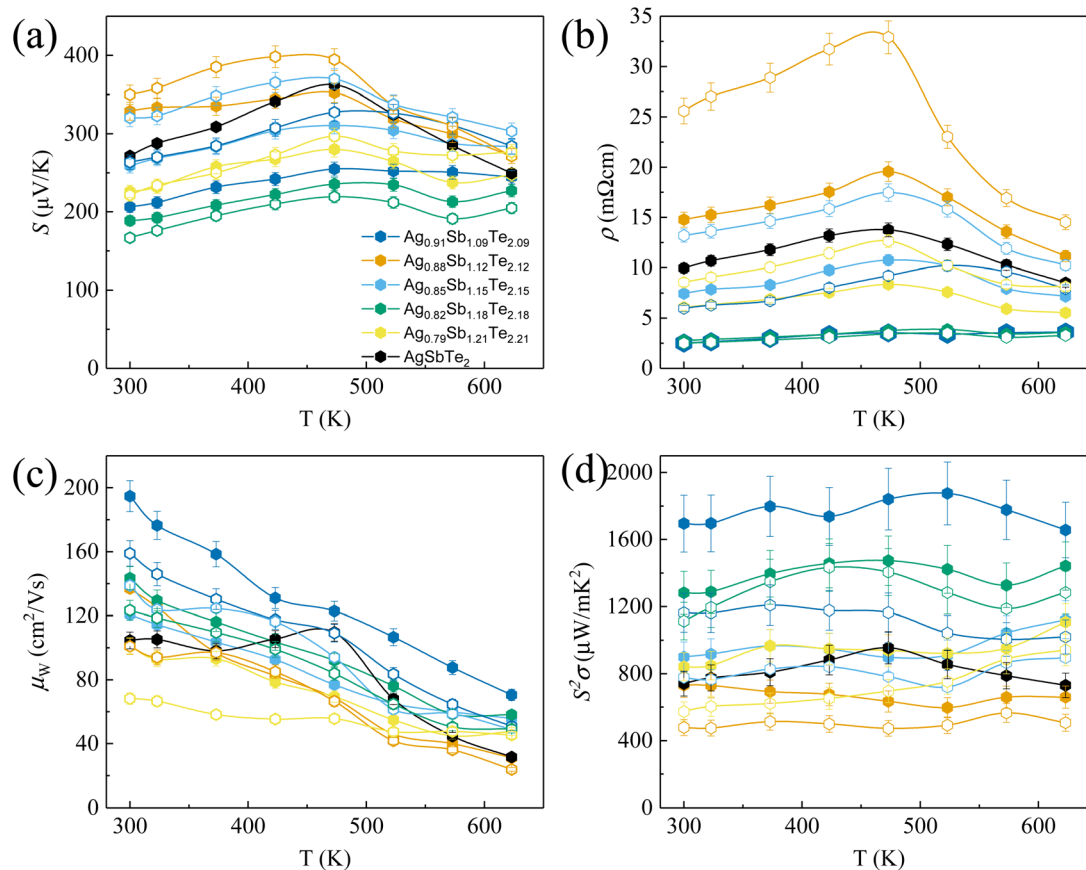 (a)
S (μV/K)
400
300
200
100
0
Ag₀.₉₁Sb₁.₀₉Te₂.₀₉
Ag₀.₈₈Sb₁.₁₂Te₂.₁₂
Ag₀.₈₅Sb₁.₁₅Te₂.₁₅
Ag₀.₈₂Sb₁.₁₈Te₂.₁₈
Ag₀.₇₉Sb₁.₂₁Te₂.₂₁
AgSbTe₂
300 400 500 600
T (K)
(b)
ρ (mΩcm)
35
30
25
20
15
10
5
0
300 400 500 600
T (K)
(c)
μw (cm²/Vs)
200
160
120
80
40
0
300 400 500 600
T (K)
(d)
S²σ (μW/mK²)
2000
1600
1200
800
400
0
300 400 500 600
T (K)